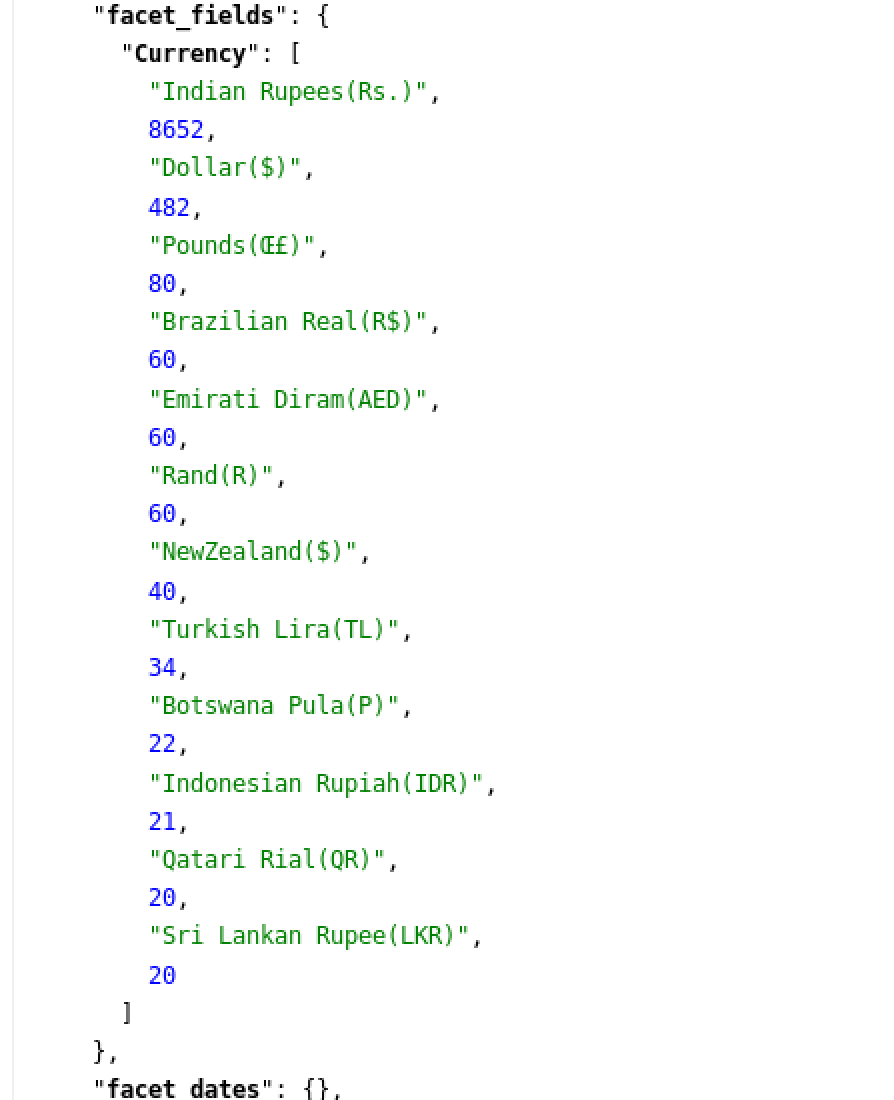 "facet_fields": {
"Currency": [
"Indian Rupees(Rs.)",
8652,
"Dollar($)",
482,
"Pounds(Œ£)",
80,
"Brazilian Real(R$)",
60,
"Emirati Diram(AED)",
60,
"Rand(R)",
60,
"NewZealand($)",
40,
"Turkish Lira(TL)",
34,
"Botswana Pula(P)",
22,
"Indonesian Rupiah(IDR)",
21,
"Qatari Rial(QR)",
20,
"Sri Lankan Rupee(LKR)",
20
]
},
"facet_dates": {},